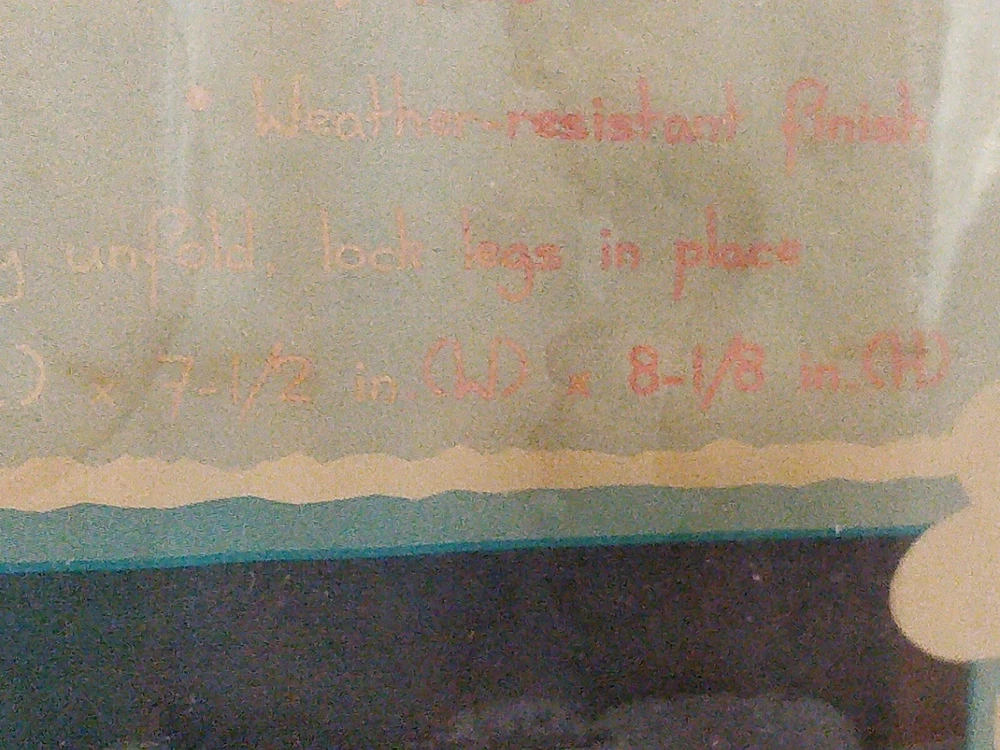 • Weather-resistant finish
y unfold, lock legs in place
) x 7-1/2 in.(W) x 8-1/8 in.(H)